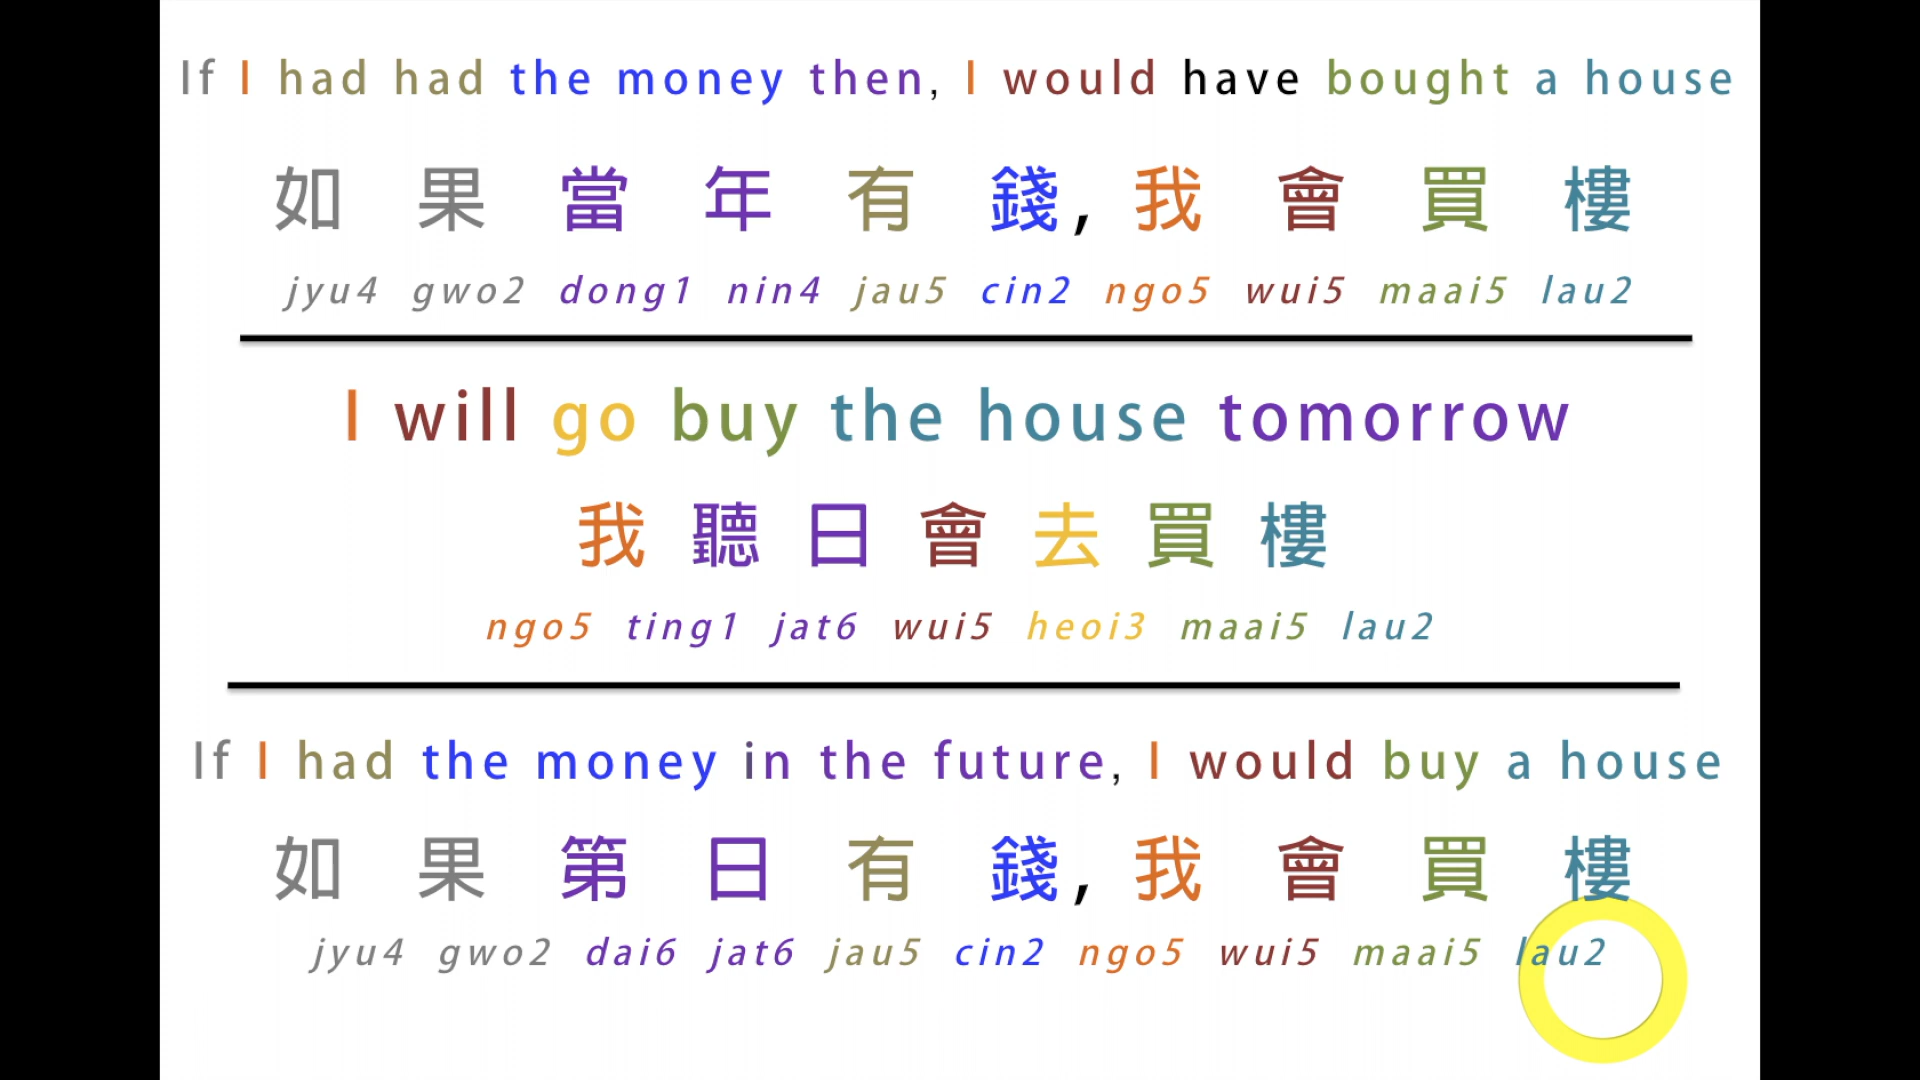 If I had had the money then, I would have bought a house
如果當年有錢, 我會買樓
jyu4 gwo2 dong1 nin4 jau5 cin2 ngo5 wui5 maai5 lau2
I will go buy the house tomorrow
我聽日會去買樓
ngo5 ting1 jat6 wui5 heoi3 maai5 lau2
If I had the money in the future, I would buy a house
如果第日有錢, 我會買樓
jyu4 gwo2 dai6 jat6 jau5 cin2 ngo5 wui5 maai5 lau2